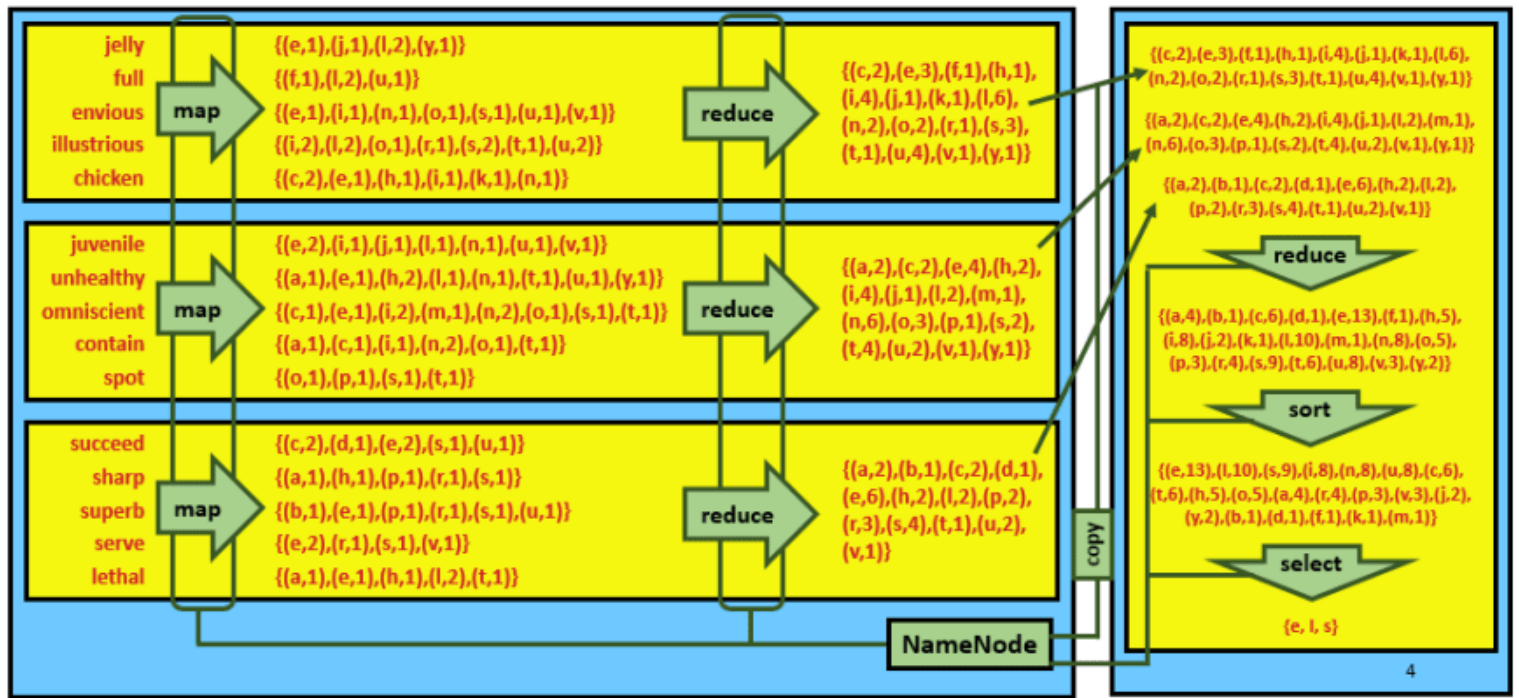 jelly {(e,1),(j,1),(l,2),(y,1)}
full {(f,1),(l,2),(u,1)}
envious {(e,1),(i,1),(n,1),(o,1),(s,1),(u,1),(v,1)}
illustrious {(i,2),(l,2),(o,1),(r,1),(s,2),(t,1),(u,2)}
chicken {(c,2),(e,1),(h,1),(i,1),(k,1),(n,1)}
map
reduce
{(c,2),(e,3),(f,1),(h,1),
(i,4),(j,1),(k,1),(l,6),
(n,2),(o,2),(r,1),(s,3),
(t,1),(u,4),(v,1),(y,1)}
juvenile {(e,2),(i,1),(j,1),(l,1),(n,1),(u,1),(v,1)}
unhealthy {(a,1),(e,1),(h,2),(l,1),(n,1),(t,1),(u,1),(y,1)}
omniscient {(c,1),(e,1),(i,2),(m,1),(n,2),(o,1),(s,1),(t,1)}
contain {(a,1),(c,1),(i,1),(n,2),(o,1),(t,1)}
spot {(o,1),(p,1),(s,1),(t,1)}
map
reduce
{(a,2),(c,2),(e,4),(h,2),
(i,4),(j,1),(l,2),(m,1),
(n,6),(o,3),(p,1),(s,2),
(t,4),(u,2),(v,1),(y,1)}
succeed {(c,2),(d,1),(e,2),(s,1),(u,1)}
sharp {(a,1),(h,1),(p,1),(r,1),(s,1)}
superb {(b,1),(e,1),(p,1),(r,1),(s,1),(u,1)}
serve {(e,2),(r,1),(s,1),(v,1)}
lethal {(a,1),(e,1),(h,1),(l,2),(t,1)}
map
reduce
{(a,2),(b,1),(c,2),(d,1),
(e,6),(h,2),(l,2),(p,2),
(r,3),(s,4),(t,1),(u,2),
(v,1)}
NameNode
copy
{(c,2),(e,3),(f,1),(h,1),(i,4),(j,1),(k,1),(l,6),
(n,2),(o,2),(r,1),(s,3),(t,1),(u,4),(v,1),(y,1)}
{(a,2),(c,2),(e,4),(h,2),(i,4),(j,1),(l,2),(m,1),
(n,6),(o,3),(p,1),(s,2),(t,4),(u,2),(v,1),(y,1)}
{(a,2),(b,1),(c,2),(d,1),(e,6),(h,2),(l,2),
(p,2),(r,3),(s,4),(t,1),(u,2),(v,1)}
reduce
{(a,4),(b,1),(c,6),(d,1),(e,13),(f,1),(h,5),
(i,8),(j,2),(k,1),(l,10),(m,1),(n,8),(o,5),
(p,3),(r,4),(s,9),(t,6),(u,8),(v,3),(y,2)}
sort
{(e,13),(l,10),(s,9),(i,8),(n,8),(u,8),(c,6),
(t,6),(h,5),(o,5),(a,4),(r,4),(p,3),(v,3),(j,2),
(y,2),(b,1),(d,1),(f,1),(k,1),(m,1)}
select
{e, l, s}
4